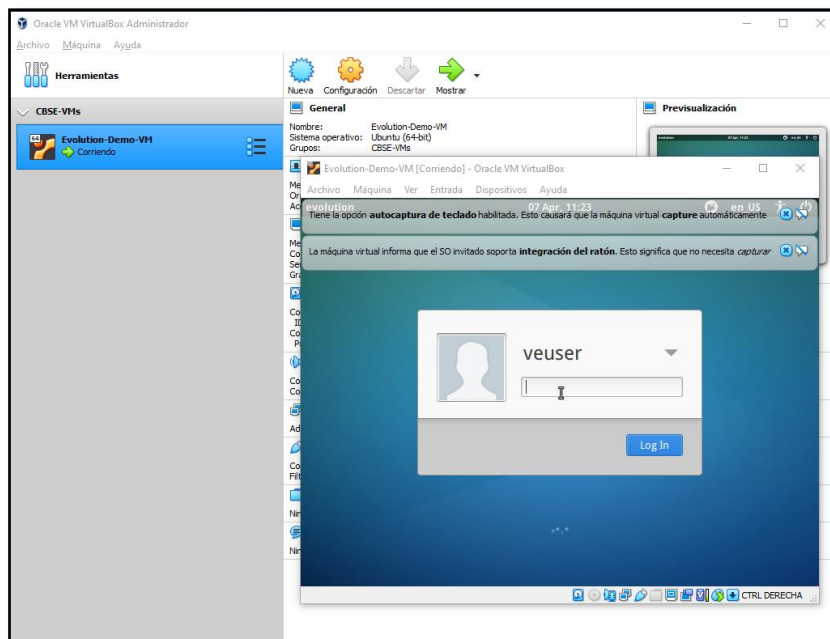 Oracle VM VirtualBox Administrador
Archivo Máquina Ayuda
Herramientas
Nueva Configuración Descartar Mostrar
CBSE-VMs
Evolution-Demo-VM
Corriendo
General
Nombre: Evolution-Demo-VM
Sistema operativo: Ubuntu (64-bit)
Grupos: CBSE-VMs
Previsualización
Evolution-Demo-VM [Corriendo] - Oracle VM VirtualBox
Archivo Máquina Ver Entrada Dispositivos Ayuda
evolution 07 Apr, 11:23 en_US
Tiene la opción autocaptura de teclado habilitada. Esto causará que la máquina virtual capture automáticamente
La máquina virtual informa que el SO invitado soporta integración del ratón. Esto significa que no necesita capturar
veuser
Log In
CTRL DERECHA